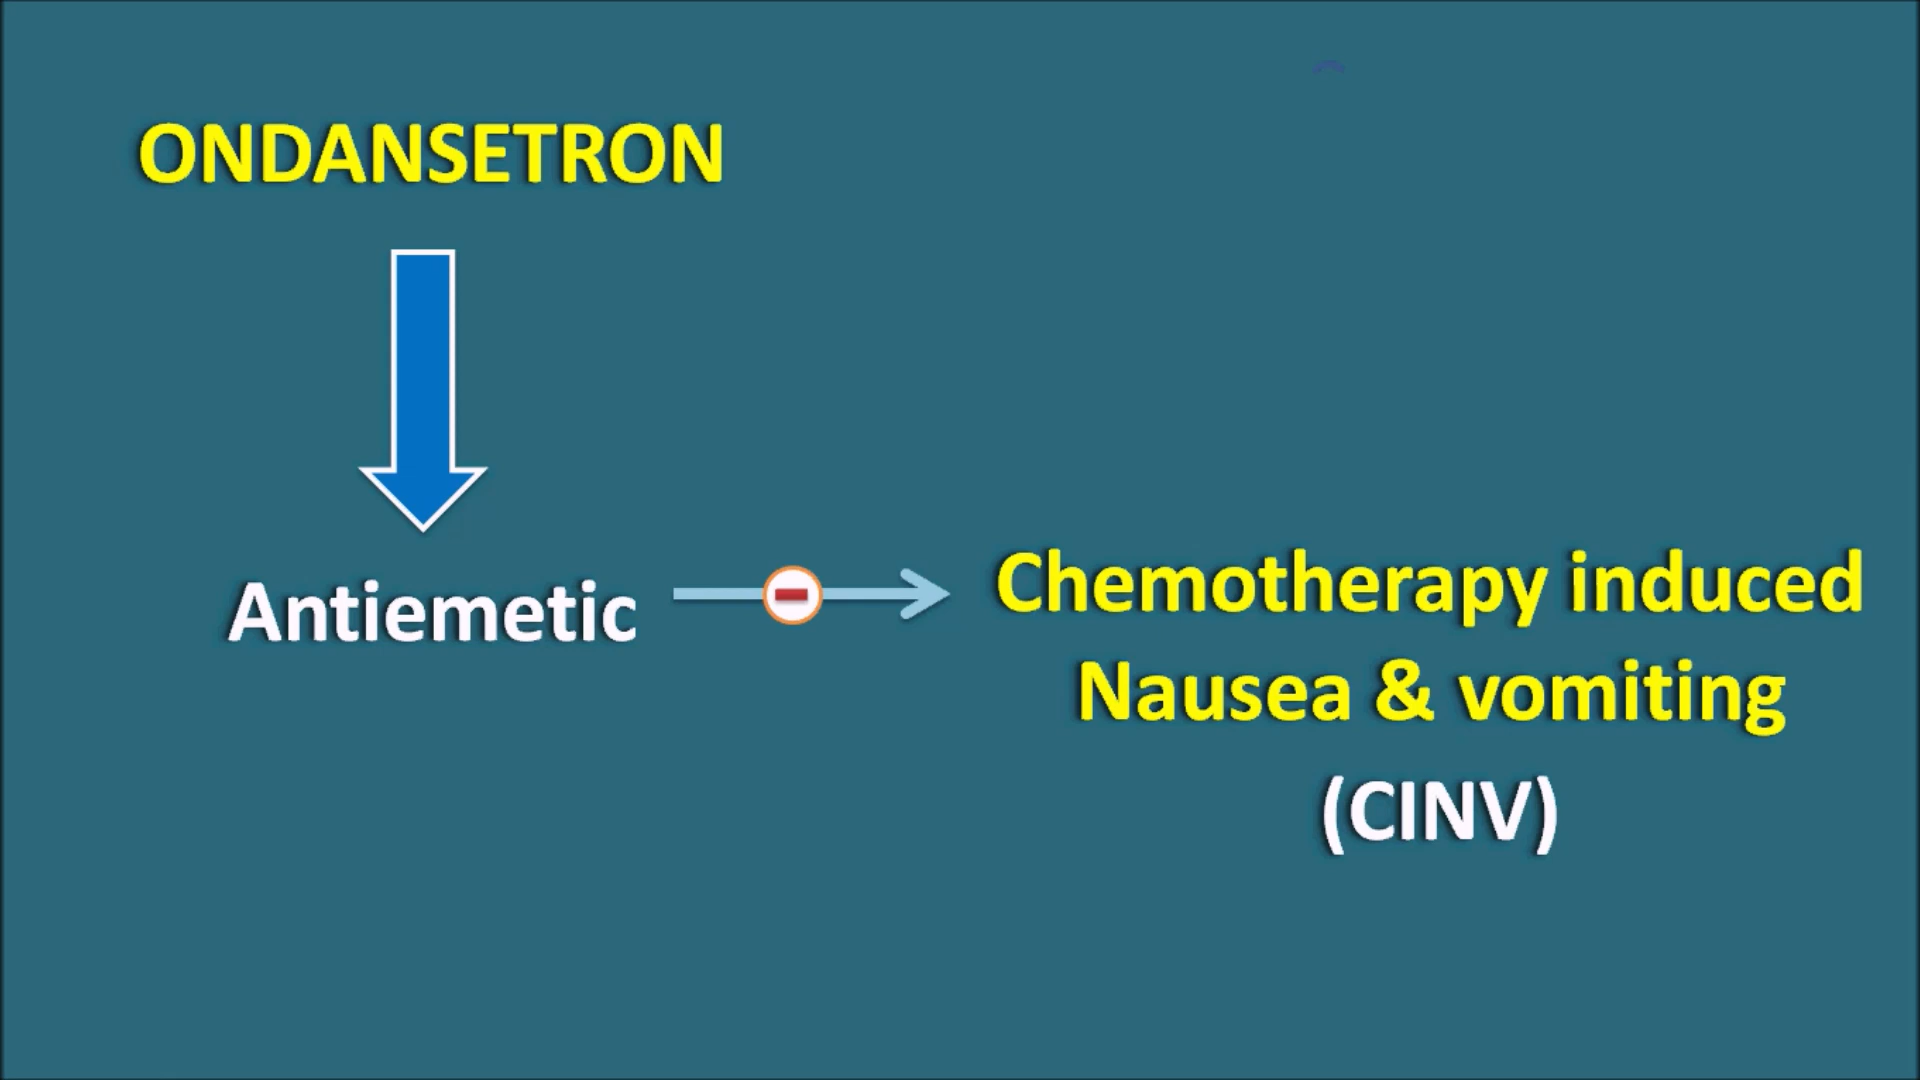 ONDANSETRON
Antiemetic
Chemotherapy induced
Nausea & vomiting
(CINV)